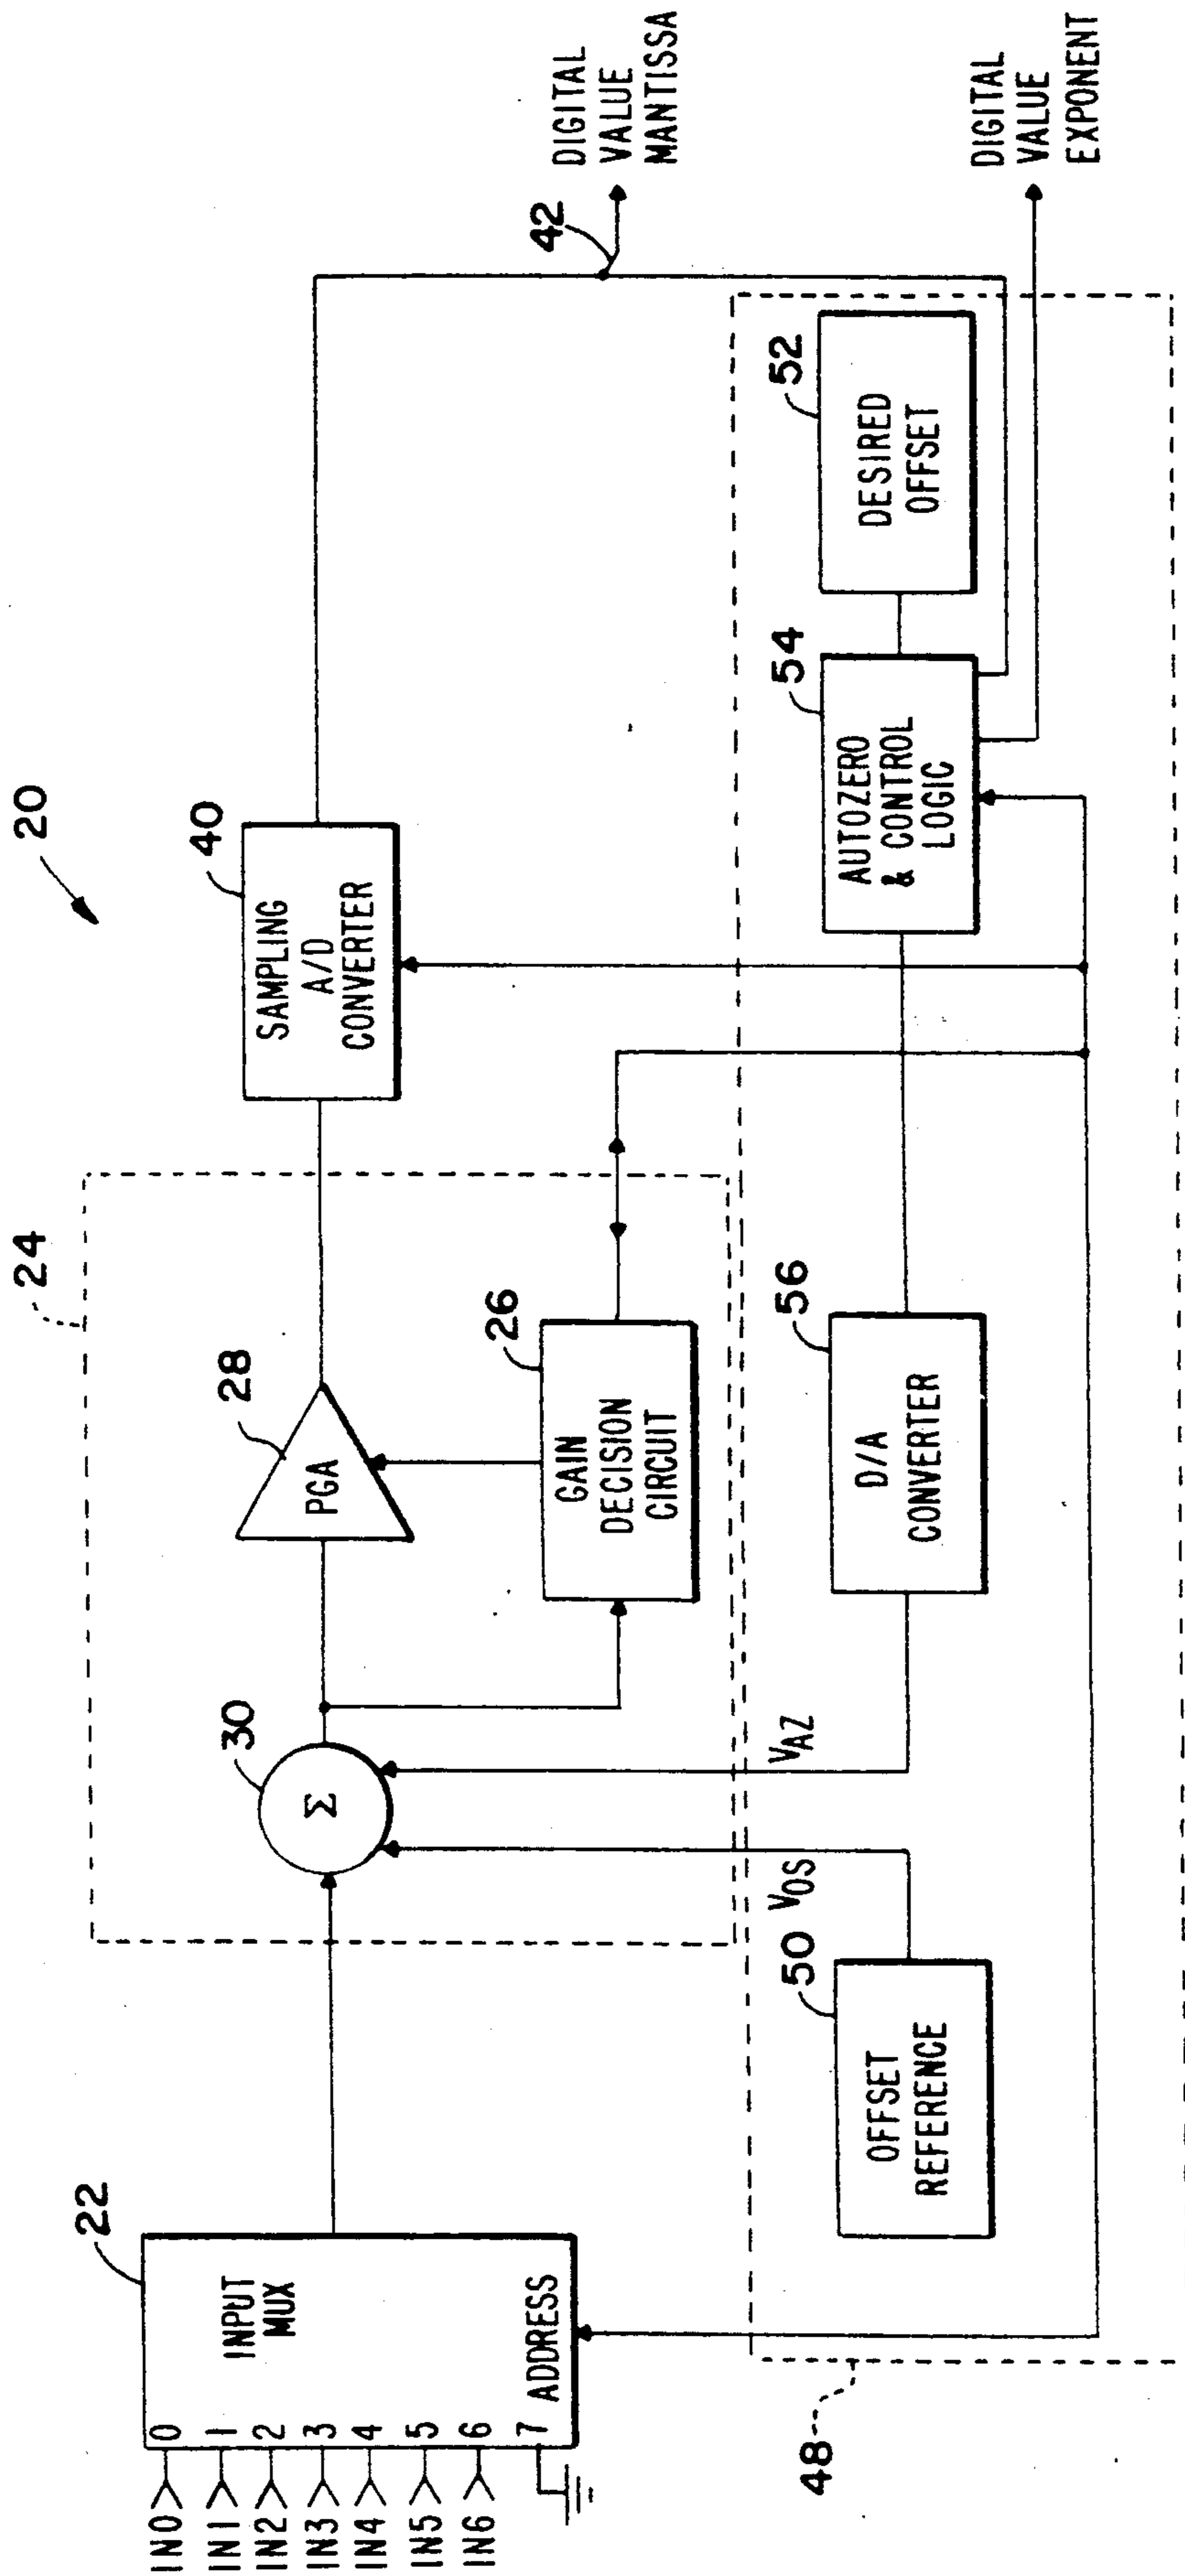 20
24
22
INPUT
MUX
ADDRESS
IN0
IN1
IN2
IN3
IN4
IN5
IN6
0
1
2
3
4
5
6
7
30
Σ
28
PGA
26
GAIN
DECISION
CIRCUIT
40
SAMPLING
A/D
CONVERTER
42
DIGITAL
VALUE
MANTISSA
48
50
OFFSET
REFERENCE
VOS
VAZ
56
D/A
CONVERTER
54
AUTOZERO
& CONTROL
LOGIC
52
DESIRED
OFFSET
DIGITAL
VALUE
EXPONENT